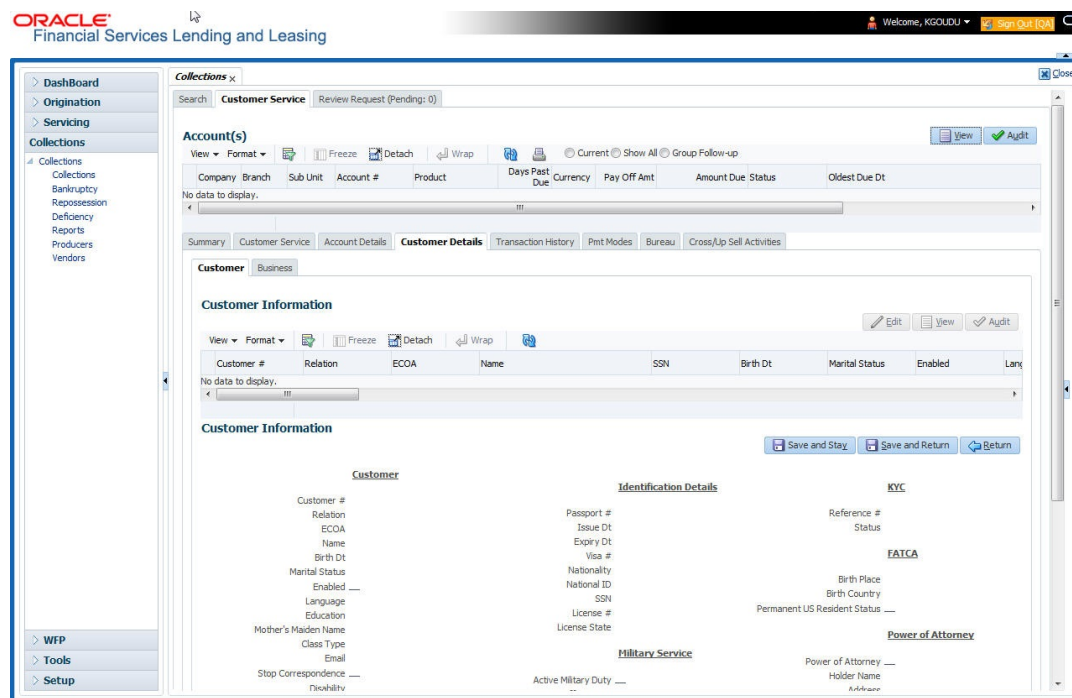 ORACLE
Financial Services Lending and Leasing
Welcome, KGOUDU
Sign Out [QA]
DashBoard
Origination
Servicing
Collections
Collections
Collections
Bankruptcy
Repossession
Deficiency
Reports
Producers
Vendors
WFP
Tools
Setup
Collections x
Close
Search Customer Service Review Request (Pending: 0)
Account(s)
View Audit
View Format Freeze Detach Wrap Current Show All Group Follow-up
Company Branch Sub Unit Account # Product Days Past Due Currency Pay Off Amt Amount Due Status Oldest Due Dt
No data to display.
Summary Customer Service Account Details Customer Details Transaction History Pmt Modes Bureau Cross/Up Sell Activities
Customer Business
Customer Information
Edit View Audit
View Format Freeze Detach Wrap
Customer # Relation ECOA Name SSN Birth Dt Marital Status Enabled Lang
No data to display.
Customer Information
Save and Stay Save and Return Return
Customer
Customer #
Relation
ECOA
Name
Birth Dt
Marital Status
Enabled
Language
Education
Mother's Maiden Name
Class Type
Email
Stop Correspondence
Disability
Identification Details
Passport #
Issue Dt
Expiry Dt
Visa #
Nationality
National ID
SSN
License #
License State
Military Service
Active Military Duty
KYC
Reference #
Status
FATCA
Birth Place
Birth Country
Permanent US Resident Status
Power of Attorney
Power of Attorney
Holder Name
Address